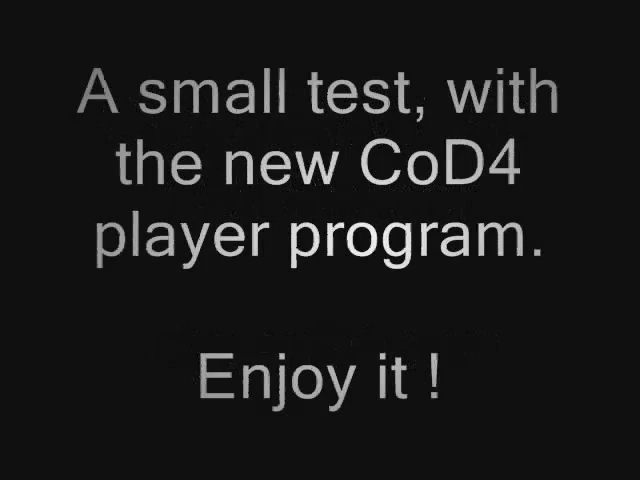 A small test, with
the new CoD4
player program.
Enjoy it !